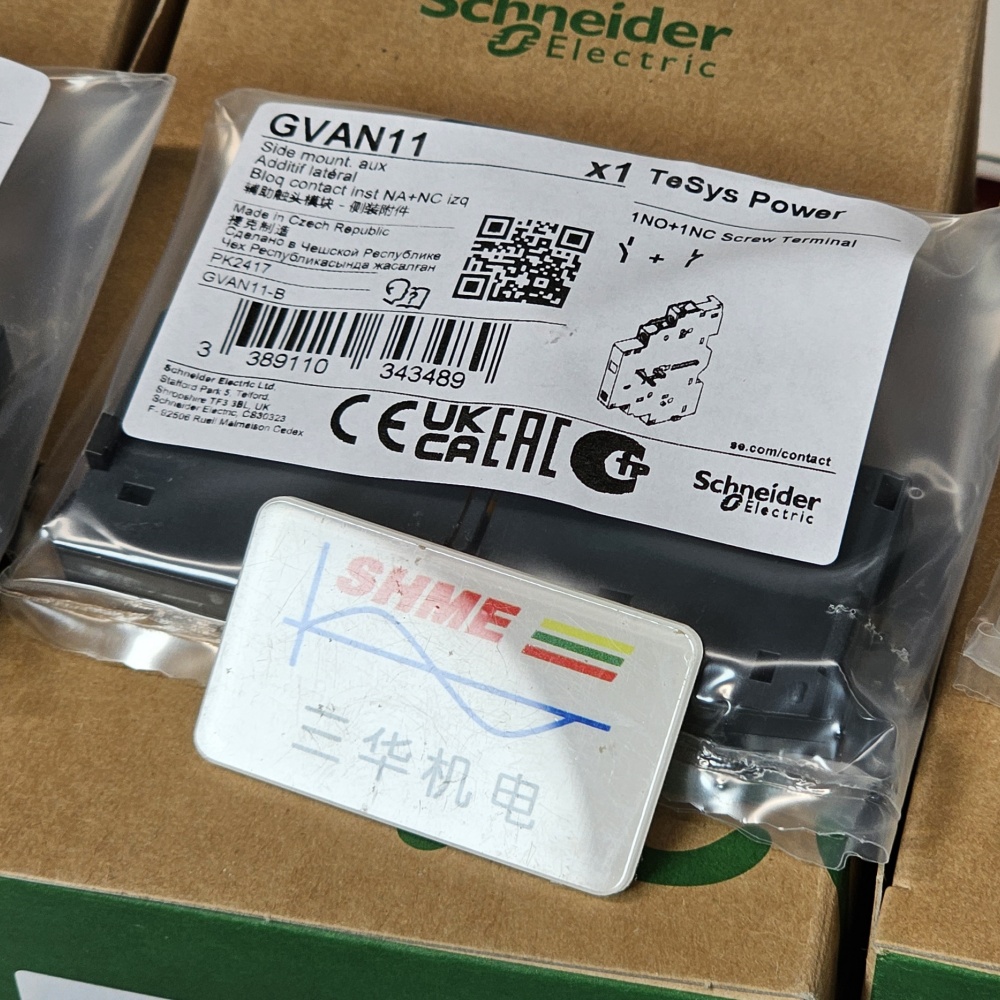 Schneider
Electric
GVAN11
x1 TeSys Power
Side mount. aux
Additif latéral
Bloq contact inst NA+NC izq
辅助触头模块 - 侧装附件
1NO+1NC Screw Terminal
Made in Czech Republic
捷克制造
Сделано в Чешской Республике
Чех Республикасында жасалған
PK2417
GVAN11-B
3 389110 343489
Schneider Electric Ltd.
Stafford Park 5, Telford,
Shropshire TF3 3BL, UK
Schneider Electric, CS30323
F- 92506 Rueil Malmaison Cedex
CE UK CA EAC
se.com/contact
Schneider
Electric
SHME
三华机电